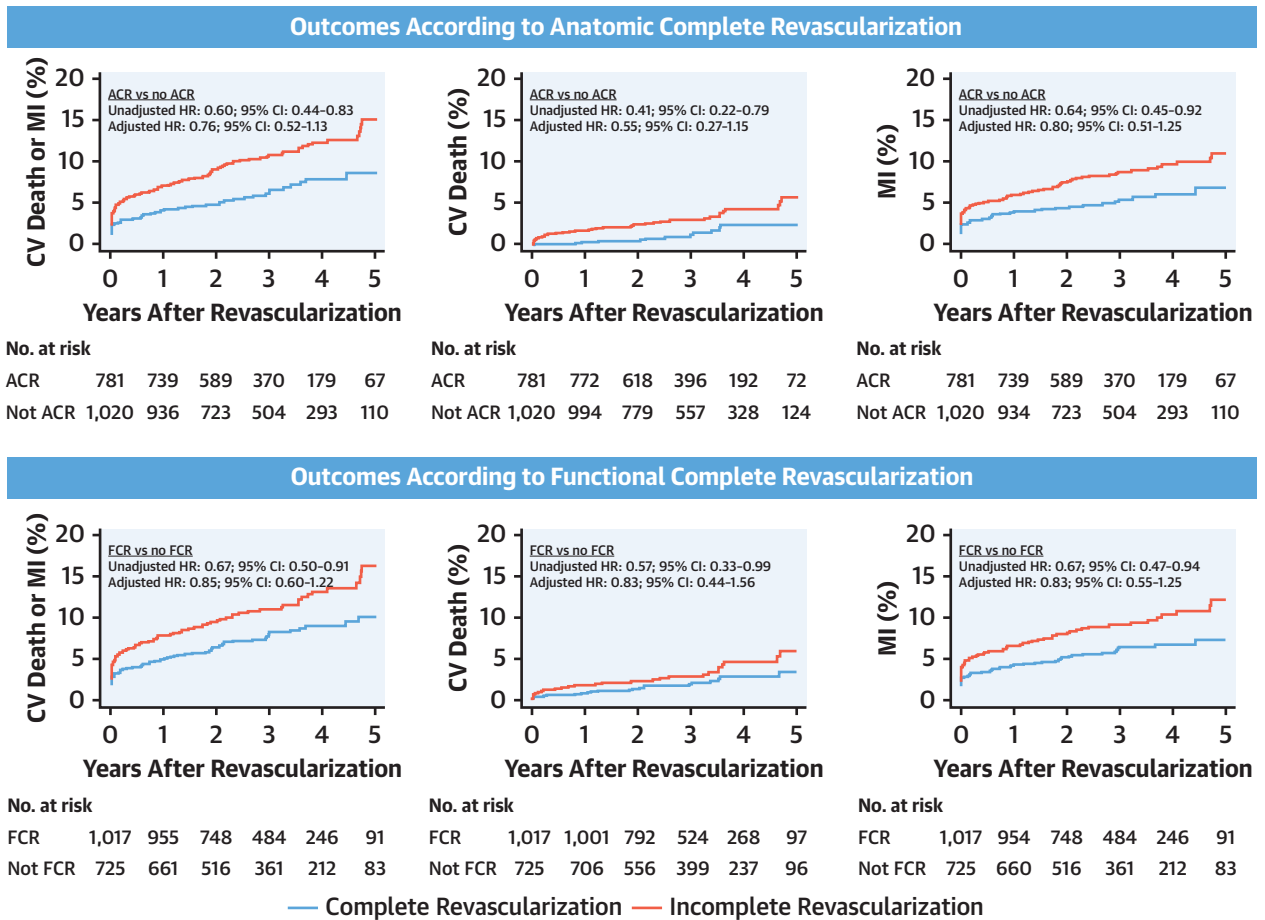 Outcomes According to Anatomic Complete Revascularization
CV Death or MI (%)
20
15
10
5
0
ACR vs no ACR
Unadjusted HR: 0.60; 95% CI: 0.44–0.83
Adjusted HR: 0.76; 95% CI: 0.52–1.13
0 1 2 3 4 5
Years After Revascularization
No. at risk
ACR 781 739 589 370 179 67
Not ACR 1,020 936 723 504 293 110
CV Death (%)
20
15
10
5
0
ACR vs no ACR
Unadjusted HR: 0.41; 95% CI: 0.22–0.79
Adjusted HR: 0.55; 95% CI: 0.27–1.15
0 1 2 3 4 5
Years After Revascularization
No. at risk
ACR 781 772 618 396 192 72
Not ACR 1,020 994 779 557 328 124
MI (%)
20
15
10
5
0
ACR vs no ACR
Unadjusted HR: 0.64; 95% CI: 0.45–0.92
Adjusted HR: 0.80; 95% CI: 0.51–1.25
0 1 2 3 4 5
Years After Revascularization
No. at risk
ACR 781 739 589 370 179 67
Not ACR 1,020 934 723 504 293 110
Outcomes According to Functional Complete Revascularization
CV Death or MI (%)
20
15
10
5
0
FCR vs no FCR
Unadjusted HR: 0.67; 95% CI: 0.50–0.91
Adjusted HR: 0.85; 95% CI: 0.60–1.22
0 1 2 3 4 5
Years After Revascularization
No. at risk
FCR 1,017 955 748 484 246 91
Not FCR 725 661 516 361 212 83
CV Death (%)
20
15
10
5
0
FCR vs no FCR
Unadjusted HR: 0.57; 95% CI: 0.33–0.99
Adjusted HR: 0.83; 95% CI: 0.44–1.56
0 1 2 3 4 5
Years After Revascularization
No. at risk
FCR 1,017 1,001 792 524 268 97
Not FCR 725 706 556 399 237 96
MI (%)
20
15
10
5
0
FCR vs no FCR
Unadjusted HR: 0.67; 95% CI: 0.47–0.94
Adjusted HR: 0.83; 95% CI: 0.55–1.25
0 1 2 3 4 5
Years After Revascularization
No. at risk
FCR 1,017 954 748 484 246 91
Not FCR 725 660 516 361 212 83
Complete Revascularization Incomplete Revascularization